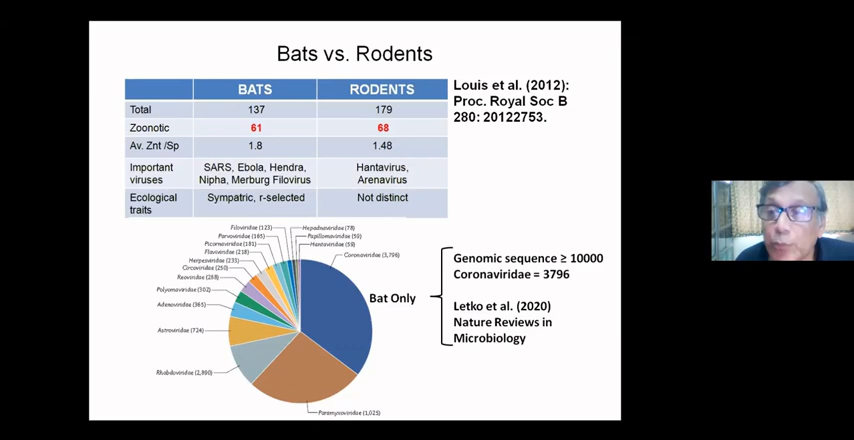 Bats vs. Rodents
BATS RODENTS
Total 137 179
Zoonotic 61 68
Av. Znt /Sp 1.8 1.48
Important viruses SARS, Ebola, Hendra, Nipha, Merburg Filovirus Hantavirus, Arenavirus
Ecological traits Sympatric, r-selected Not distinct
Louis et al. (2012):
Proc. Royal Soc B
280: 20122753.
Filoviridae (123)
Parvoviridae (165)
Picornaviridae (181)
Flaviviridae (218)
Herpesviridae (233)
Circoviridae (250)
Reoviridae (288)
Polyomaviridae (302)
Adenoviridae (365)
Astroviridae (724)
Rhabdoviridae (2,890)
Hepadnaviridae (78)
Papillomaviridae (59)
Hantaviridae (58)
Coronaviridae (3,796)
Paramyxoviridae (1,025)
Bat Only
Genomic sequence ≥ 10000
Coronaviridae = 3796
Letko et al. (2020)
Nature Reviews in
Microbiology